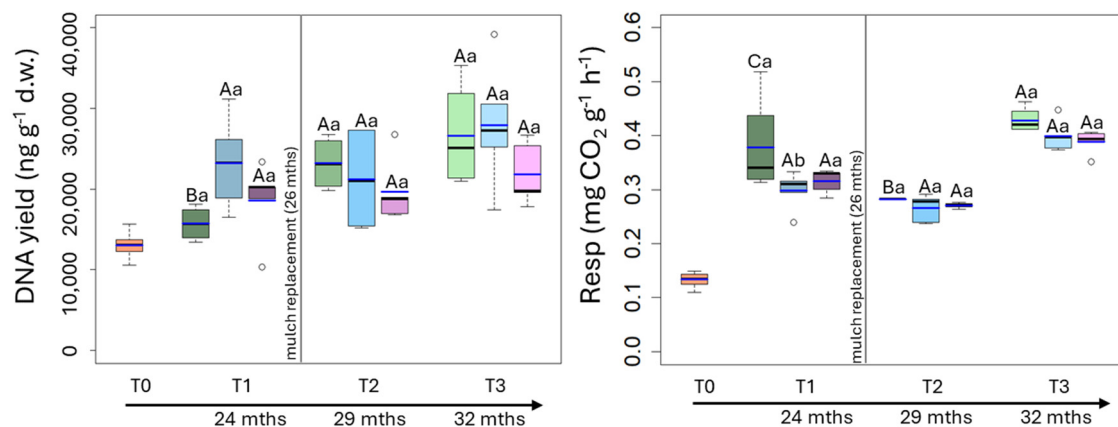 DNA yield (ng g⁻¹ d.w.)
40,000
30,000
20,000
10,000
0
Ba
Aa
Aa
Aa
Aa
Aa
Aa
Aa
Aa
mulch replacement (26 mths)
T0
T1
T2
T3
24 mths
29 mths
32 mths
Resp (mg CO₂ g⁻¹ h⁻¹)
0.6
0.5
0.4
0.3
0.2
0.1
0.0
Ca
Ab
Aa
Ba
Aa
Aa
Aa
Aa
Aa
mulch replacement (26 mths)
T0
T1
T2
T3
24 mths
29 mths
32 mths